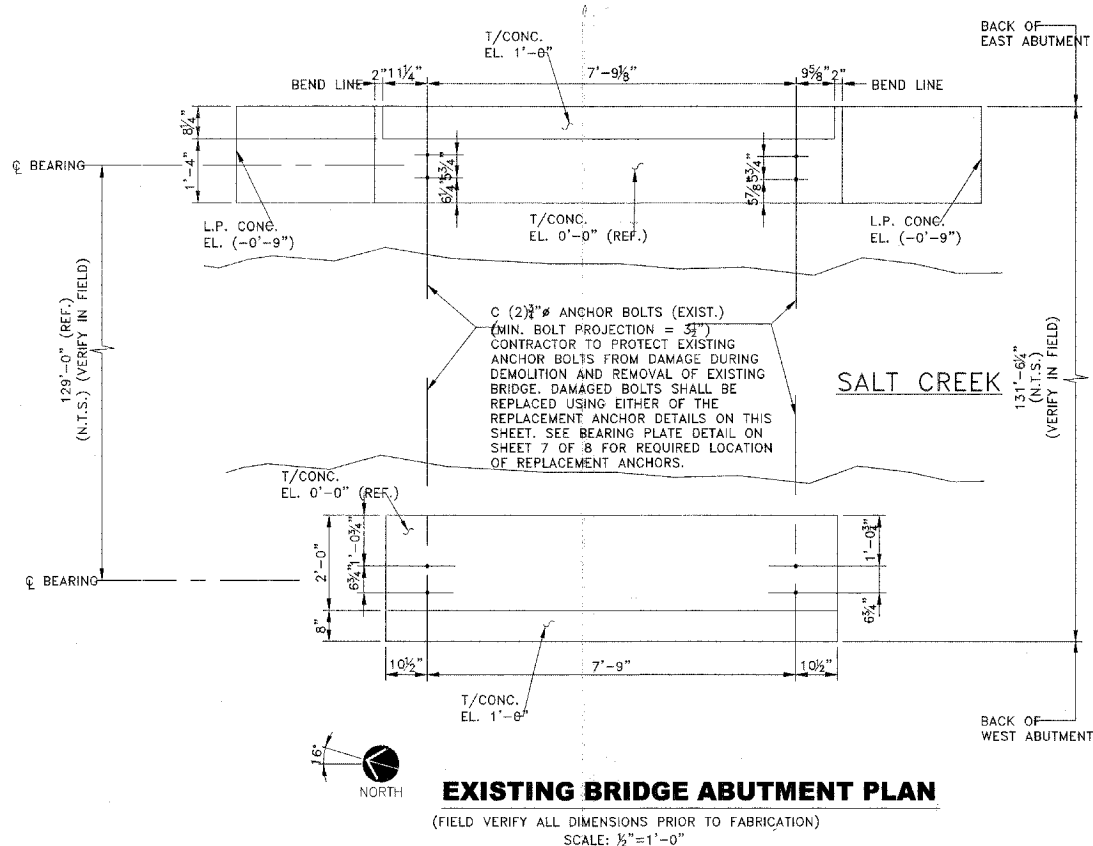 BACK OF
EAST ABUTMENT
T/CONC.
EL. 1'-0"
BEND LINE
2"
11¼"
7'-9⅛"
9⅝"
2"
BEND LINE
8¼"
1'-4"
℄ BEARING
5¾"
6¼"
5¾"
5⅞"
L.P. CONC.
EL. (-0'-9")
T/CONC.
EL. 0'-0" (REF.)
L.P. CONC.
EL. (-0'-9")
129'-0" (REF.)
(N.T.S.) (VERIFY IN FIELD)
C (2)¾"ø ANCHOR BOLTS (EXIST.)
(MIN. BOLT PROJECTION = 3½")
CONTRACTOR TO PROTECT EXISTING
ANCHOR BOLTS FROM DAMAGE DURING
DEMOLITION AND REMOVAL OF EXISTING
BRIDGE. DAMAGED BOLTS SHALL BE
REPLACED USING EITHER OF THE
REPLACEMENT ANCHOR DETAILS ON THIS
SHEET. SEE BEARING PLATE DETAIL ON
SHEET 7 OF 8 FOR REQUIRED LOCATION
OF REPLACEMENT ANCHORS.
SALT CREEK
131'-6¼"
(N.T.S.)
(VERIFY IN FIELD)
T/CONC.
EL. 0'-0" (REF.)
2'-0"
8"
1'-0¾"
6¾"
1'-0¾"
6¾"
℄ BEARING
10½"
7'-9"
10½"
T/CONC.
EL. 1'-0"
BACK OF
WEST ABUTMENT
16°
NORTH
EXISTING BRIDGE ABUTMENT PLAN
(FIELD VERIFY ALL DIMENSIONS PRIOR TO FABRICATION)
SCALE: ½"=1'-0"